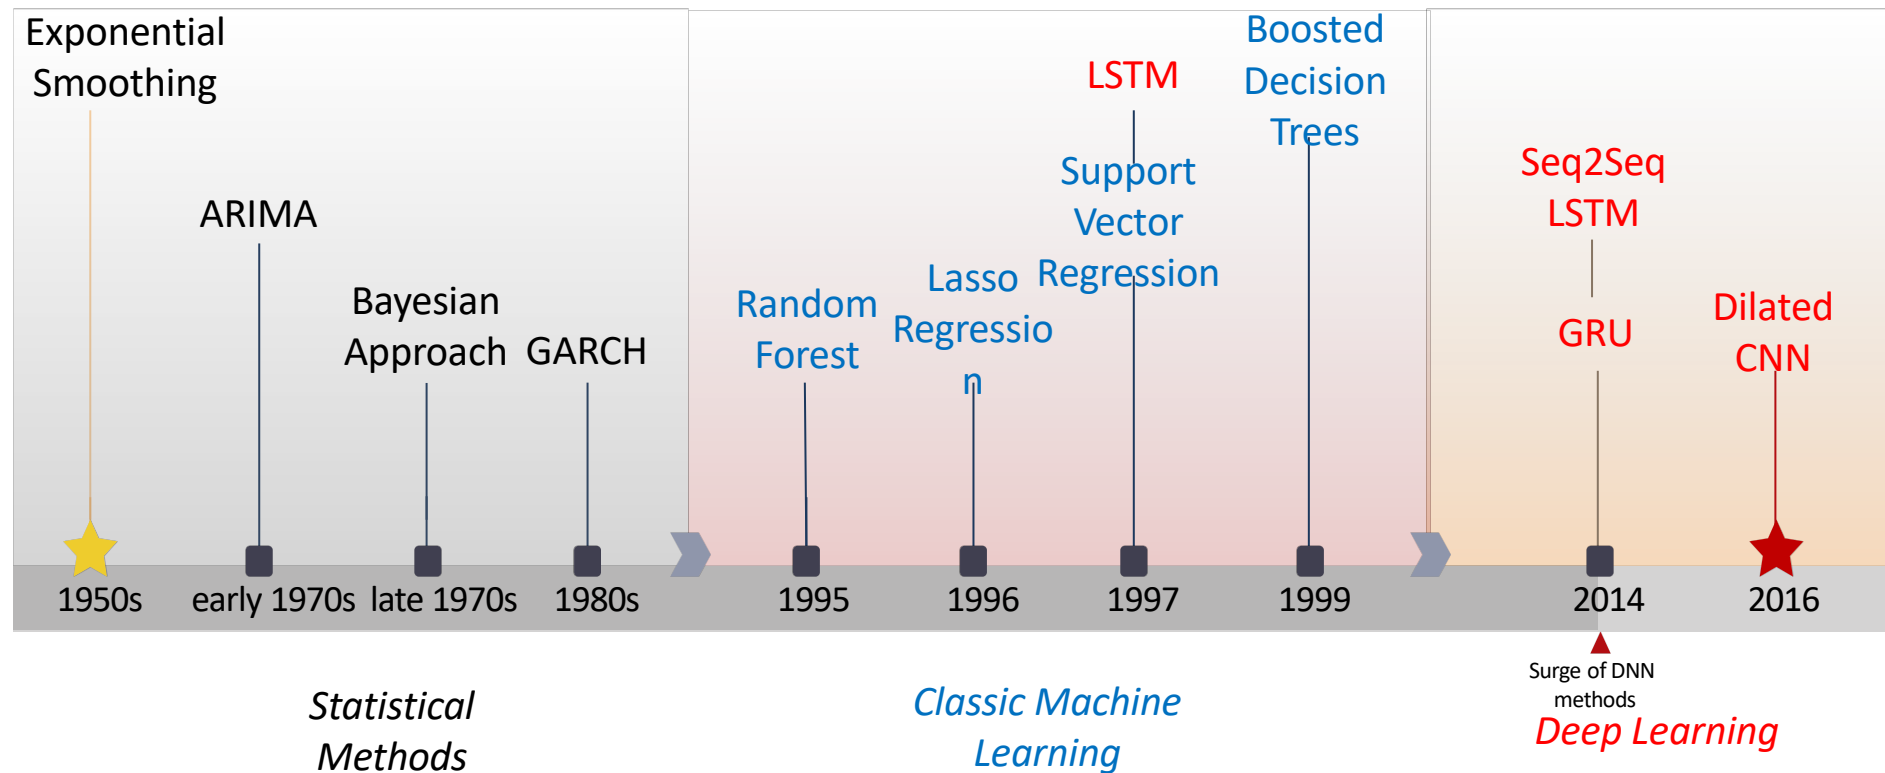 Exponential
Smoothing
ARIMA
Bayesian
Approach
GARCH
Random
Forest
Lasso
Regressio
n
LSTM
Support
Vector
Regression
Boosted
Decision
Trees
Seq2Seq
LSTM
GRU
Dilated
CNN
1950s
early 1970s
late 1970s
1980s
1995
1996
1997
1999
2014
2016
Surge of DNN
methods
Statistical
Methods
Classic Machine
Learning
Deep Learning